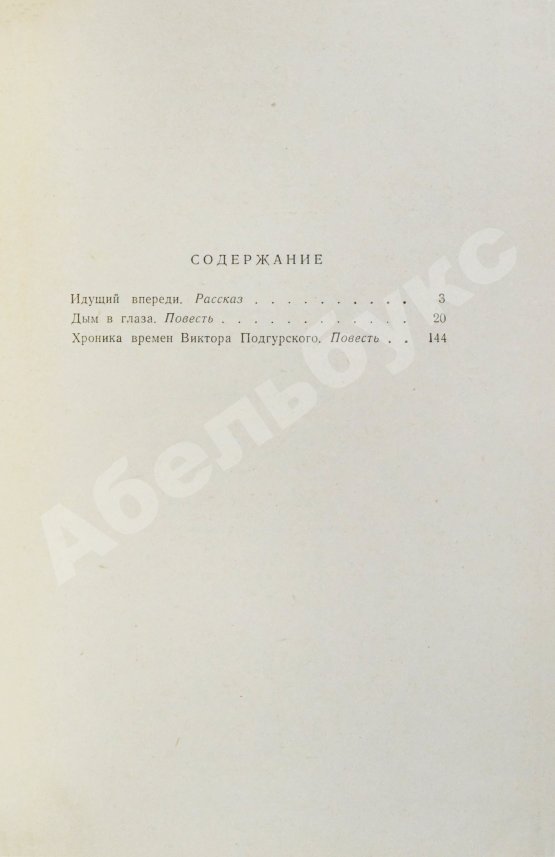 СОДЕРЖАНИЕ
Идущий впереди. Рассказ . . . . . . . . . . 3
Дым в глаза. Повесть . . . . . . . . . . . . 20
Хроника времен Виктора Подгурского. Повесть . . 144
Абельбукс